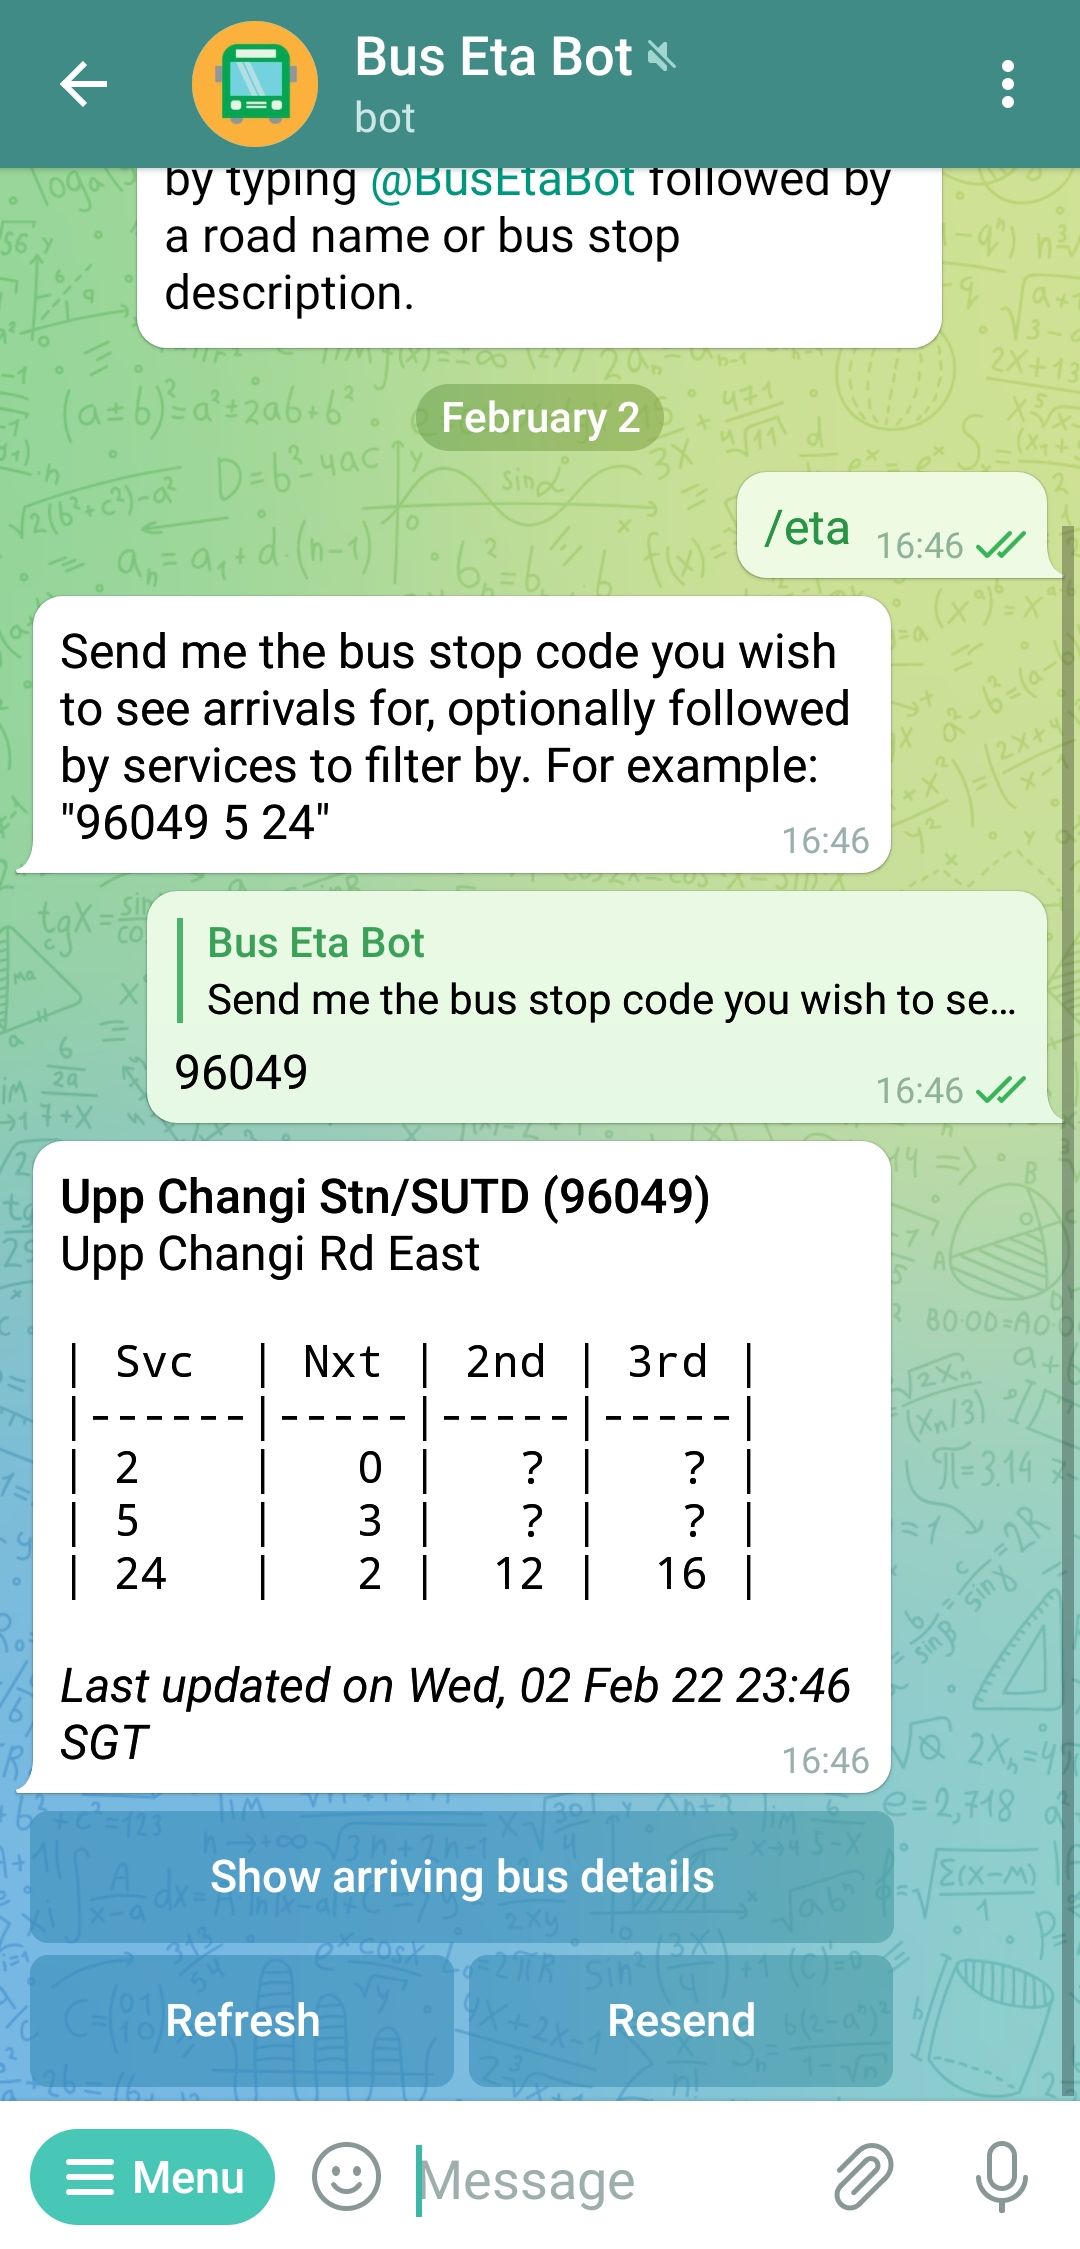 Bus Eta Bot
bot
by typing @BusEtaBot followed by
a road name or bus stop
description.
February 2
/eta 16:46
Send me the bus stop code you wish
to see arrivals for, optionally followed
by services to filter by. For example:
"96049 5 24"
16:46
Bus Eta Bot
Send me the bus stop code you wish to se...
96049
16:46
Upp Changi Stn/SUTD (96049)
Upp Changi Rd East
| Svc  | Nxt | 2nd | 3rd |
|------|-----|-----|-----|
| 2    |   0 |   ? |   ? |
| 5    |   3 |   ? |   ? |
| 24   |   2 |  12 |  16 |
Last updated on Wed, 02 Feb 22 23:46
SGT
16:46
Show arriving bus details
Refresh Resend
Menu Message